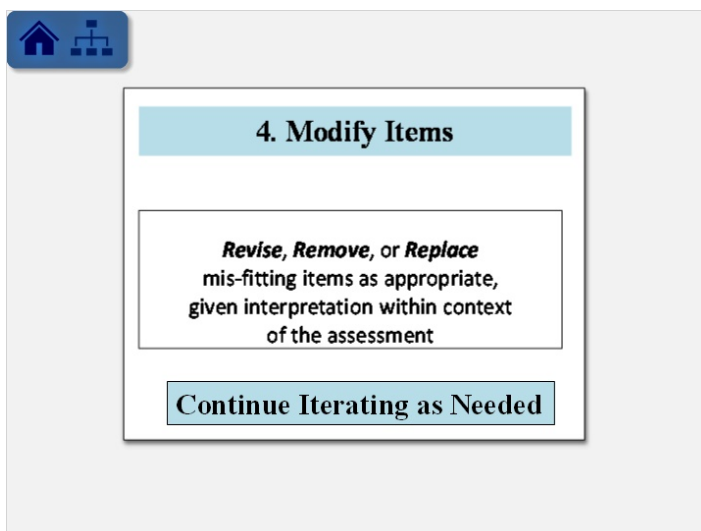 4. Modify Items
Revise, Remove, or Replace
mis-fitting items as appropriate,
given interpretation within context
of the assessment
Continue Iterating as Needed